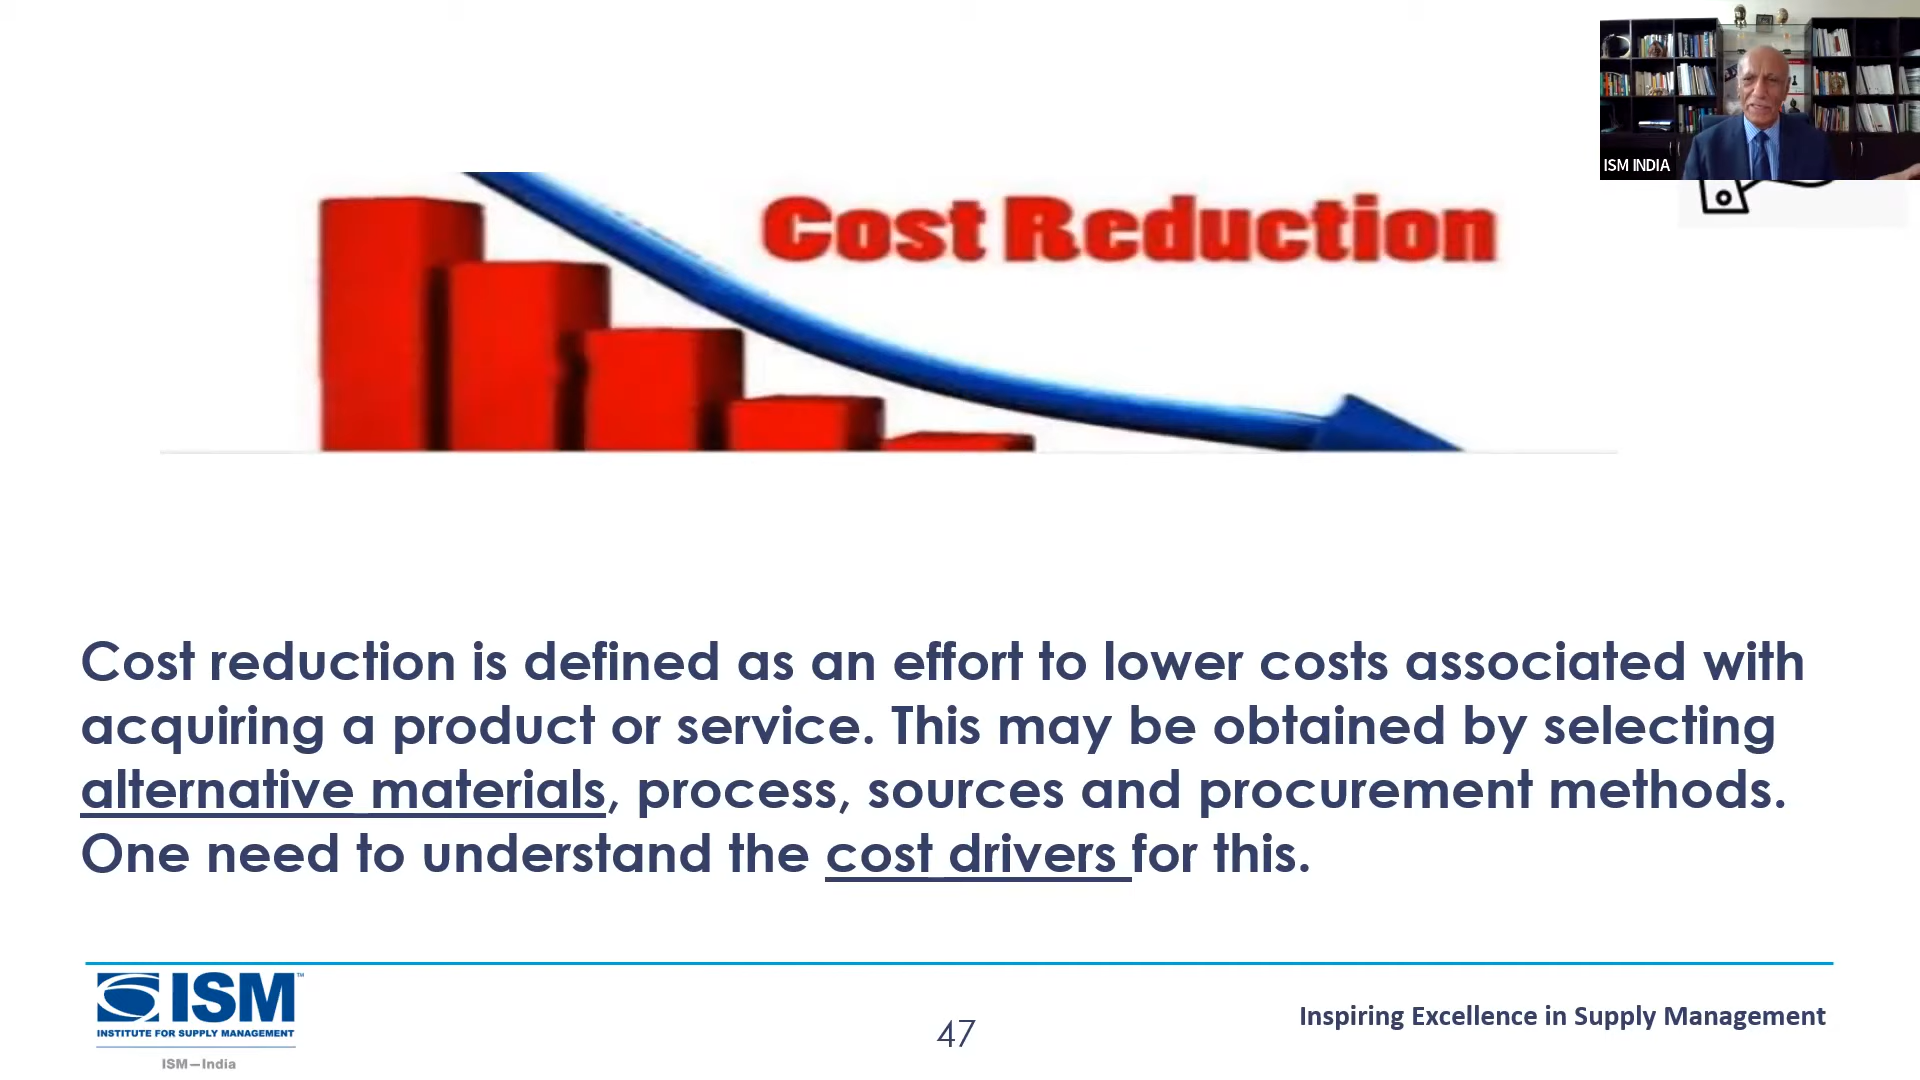 ISM INDIA
Cost Reduction
Cost reduction is defined as an effort to lower costs associated with
acquiring a product or service. This may be obtained by selecting
alternative materials, process, sources and procurement methods.
One need to understand the cost drivers for this.
ISM™
INSTITUTE FOR SUPPLY MANAGEMENT
ISM—India
47
Inspiring Excellence in Supply Management